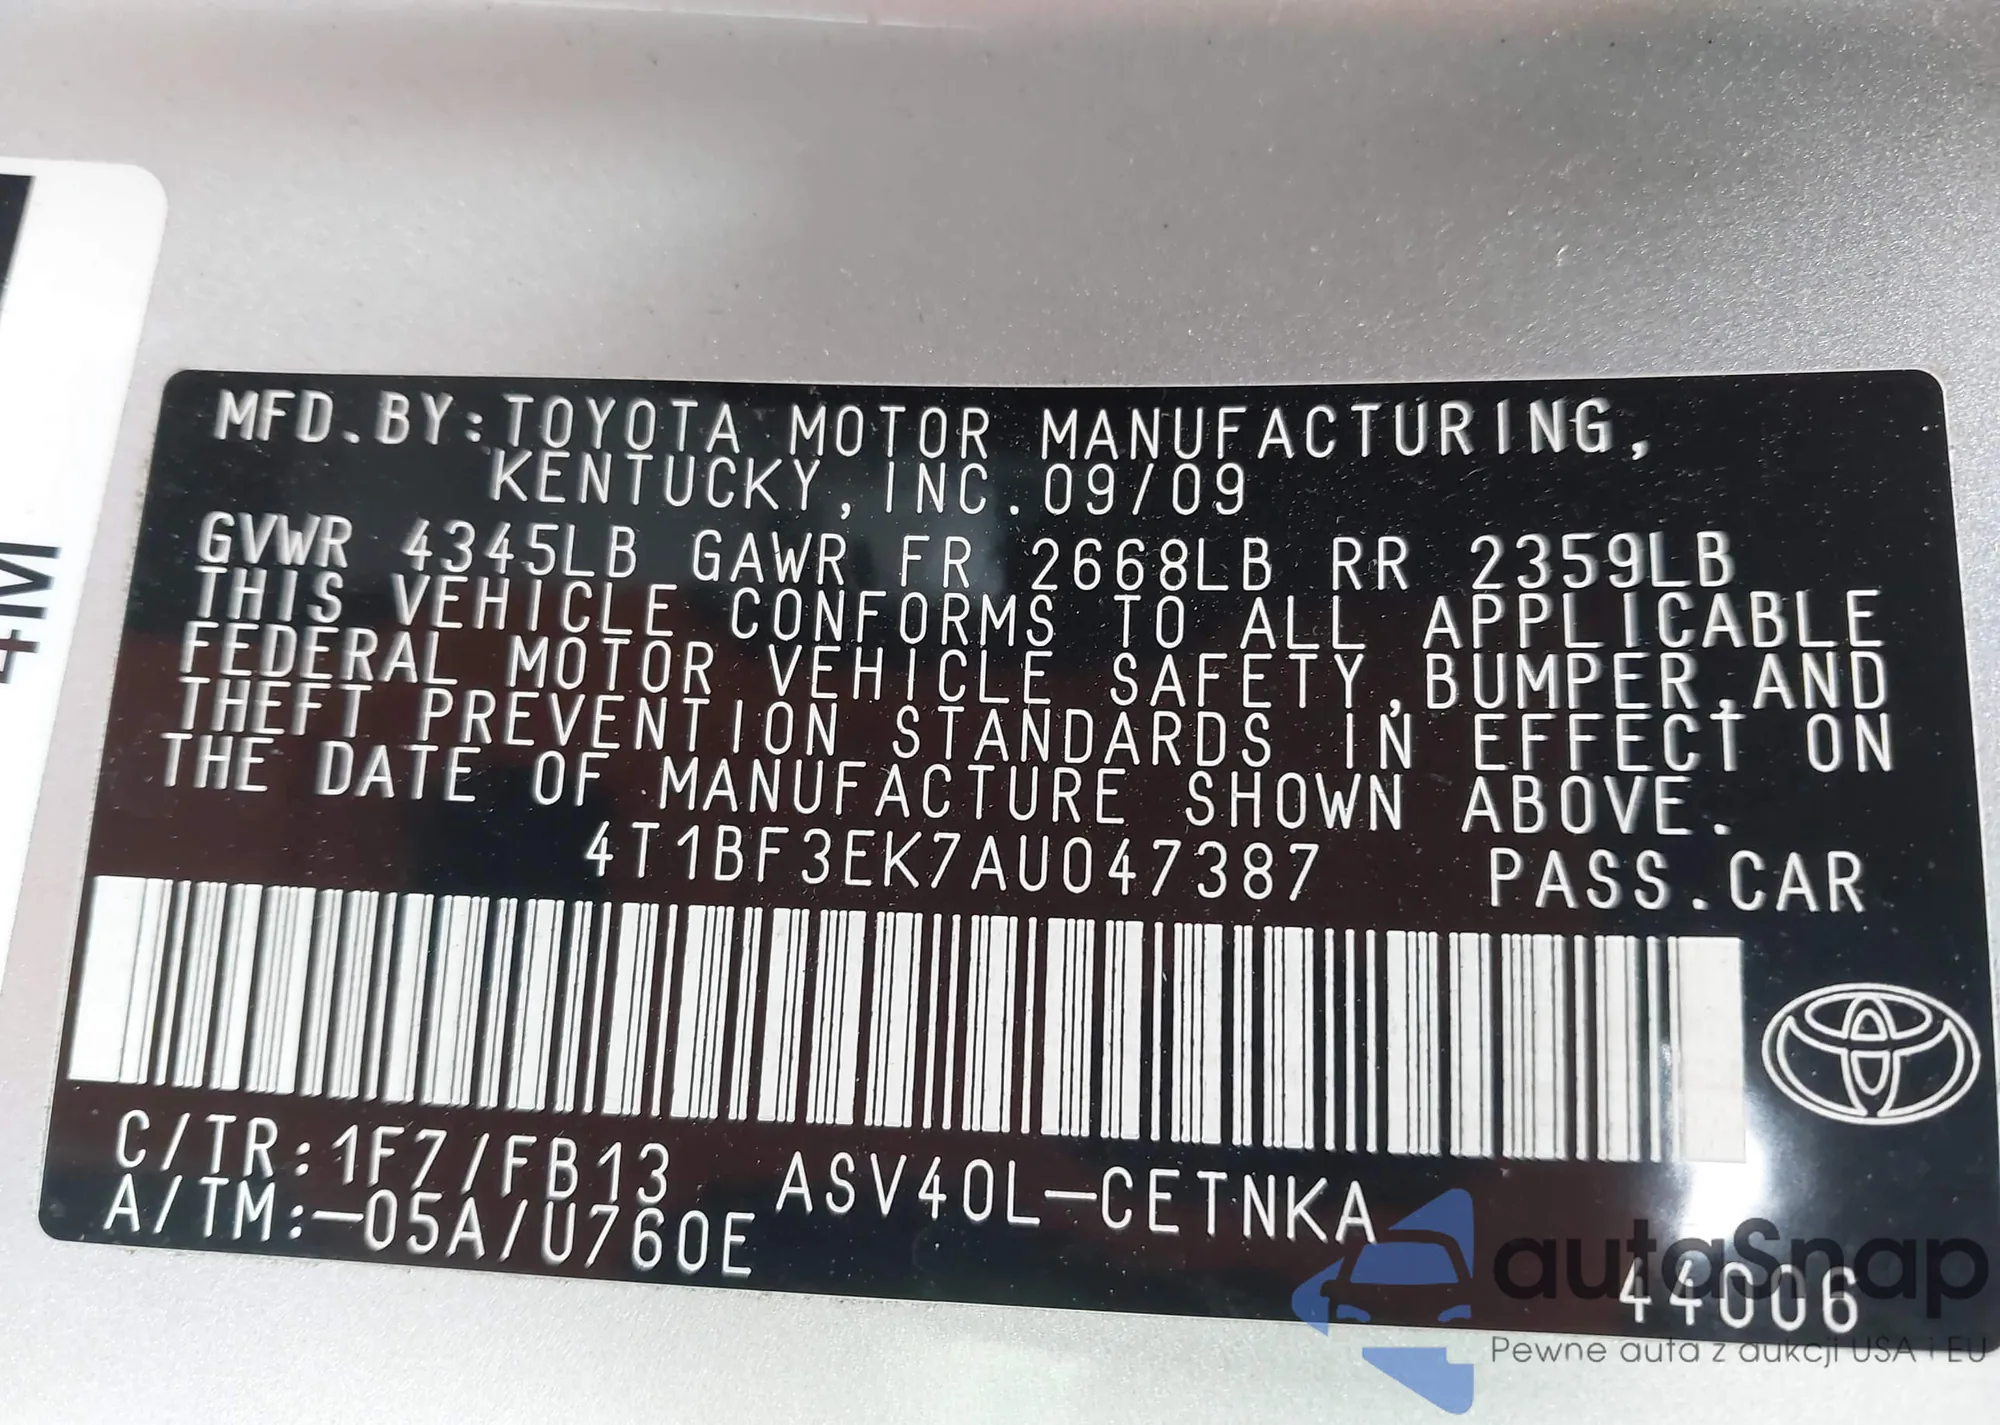 MFD.BY:TOYOTA MOTOR MANUFACTURING,
KENTUCKY, INC.09/09
GVWR 4345LB GAWR FR 2668LB RR 2359LB
THIS VEHICLE CONFORMS TO ALL APPLICABLE
FEDERAL MOTOR VEHICLE SAFETY,BUMPER,AND
THEFT PREVENTION STANDARDS IN EFFECT ON
THE DATE OF MANUFACTURE SHOWN ABOVE.
4T1BF3EK7AU047387 PASS.CAR
C/TR:1F7/FB13 ASV40L-CETNKA
A/TM:-05A/U760E
44006
autaSnap
Pewne auta z aukcji USA i EU
4M